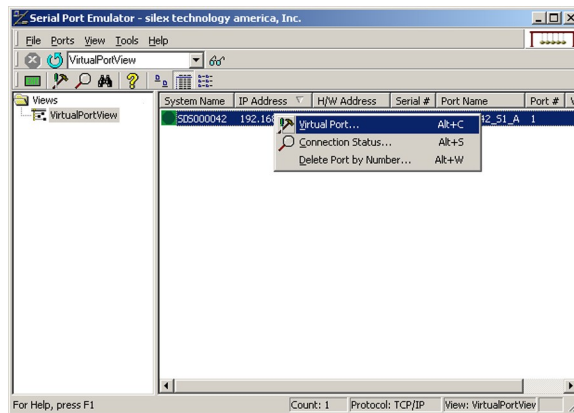 Serial Port Emulator - silex technology america, Inc.
File Ports View Tools Help
VirtualPortView
Views
VirtualPortView
System Name IP Address H/W Address Serial # Port Name Port #
SDS000042 192.16 42_S1_A 1
Virtual Port... Alt+C
Connection Status... Alt+S
Delete Port by Number... Alt+W
For Help, press F1 Count: 1 Protocol: TCP/IP View: VirtualPortView